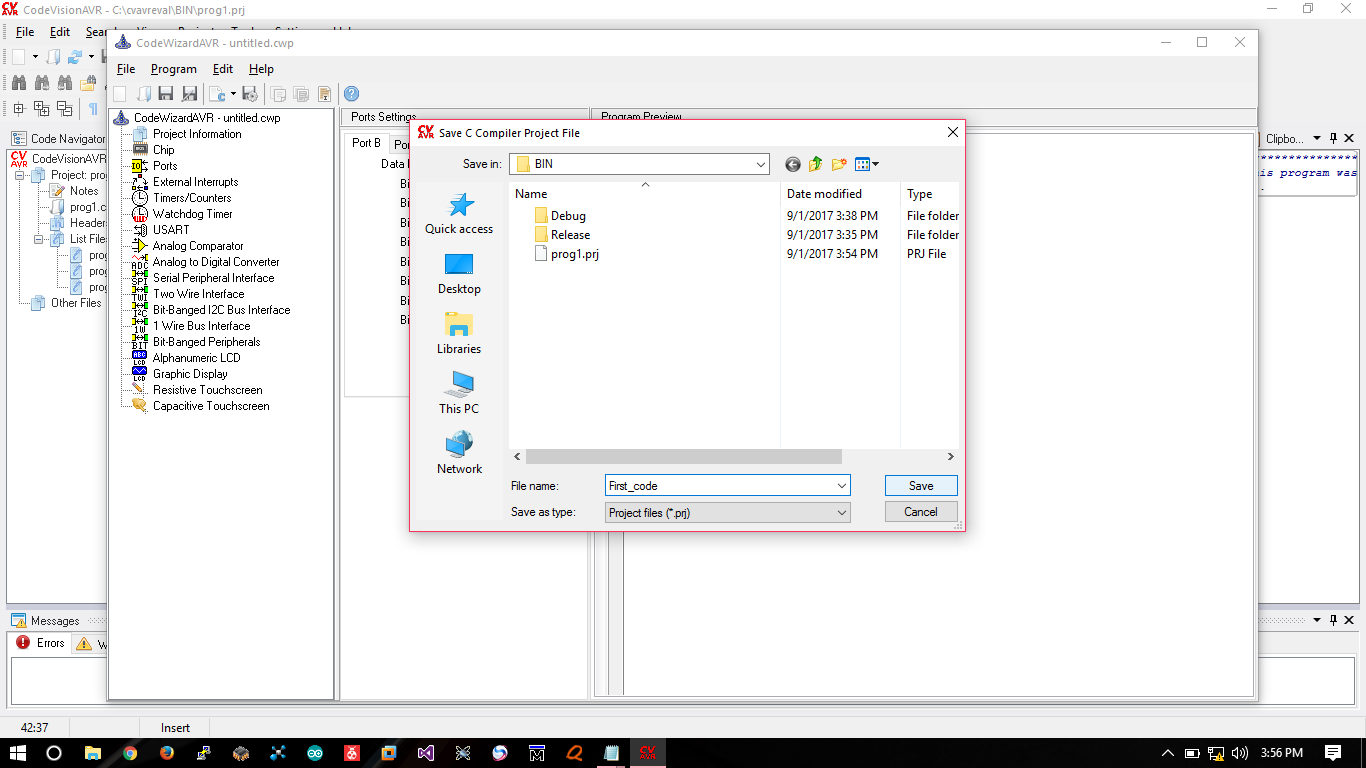 CodeVisionAVR - C:\cvavreval\BIN\prog1.prj
File Edit
CodeWizardAVR - untitled.cwp
File Program Edit Help
CodeWizardAVR - untitled.cwp
Project Information
Chip
Ports
External Interrupts
Timers/Counters
Watchdog Timer
USART
Analog Comparator
Analog to Digital Converter
Serial Peripheral Interface
Two Wire Interface
Bit-Banged I2C Bus Interface
1 Wire Bus Interface
Bit-Banged Peripherals
Alphanumeric LCD
Graphic Display
Resistive Touchscreen
Capacitive Touchscreen
Code Navigator
CodeVisionAVR
Project: pro
Notes
prog1.c
Headers
List File
prog
prog
prog
Other Files
Ports Settings
Port B Po
Data
Bi
Bi
Bi
Bi
Bi
Bi
Bi
Bi
Program Preview
Save C Compiler Project File
Save in: BIN
Quick access
Desktop
Libraries
This PC
Network
Name Date modified Type
Debug 9/1/2017 3:38 PM File folder
Release 9/1/2017 3:35 PM File folder
prog1.prj 9/1/2017 3:54 PM PRJ File
File name: First_code Save
Save as type: Project files (*.prj) Cancel
Clipbo...
**************
his program was
.
Messages
Errors W
42:37 Insert
3:56 PM